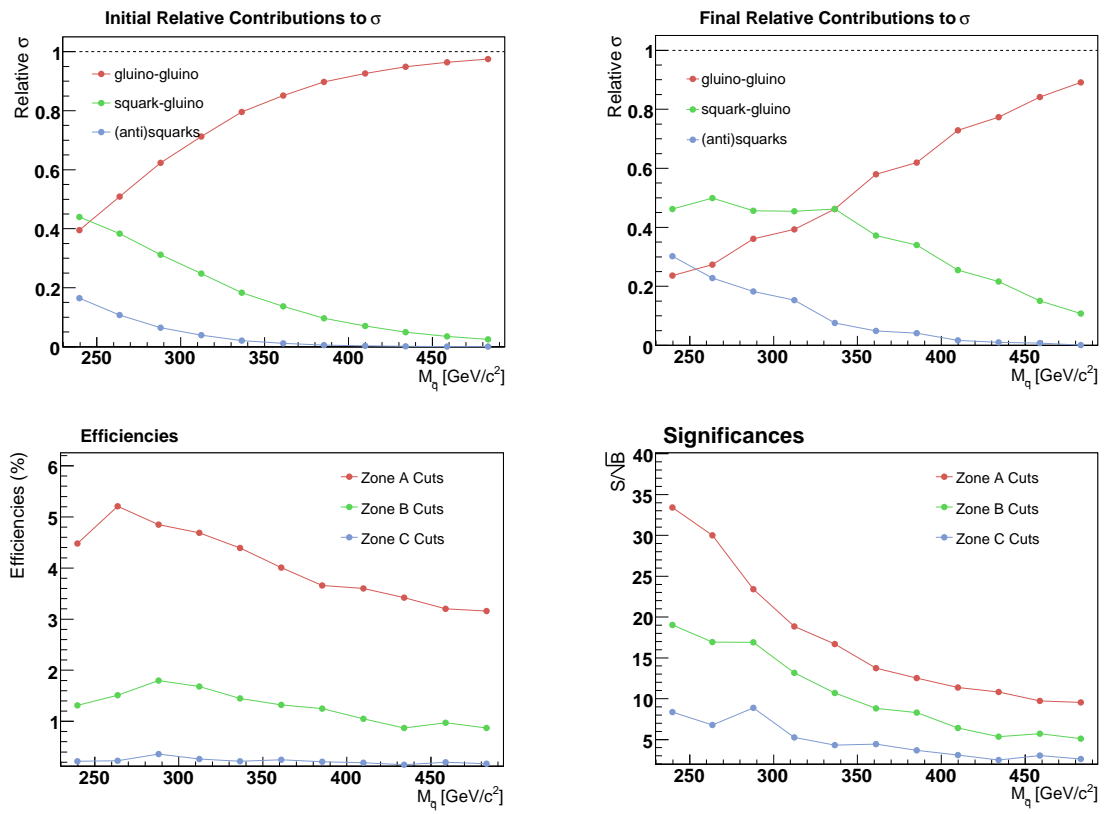 Initial Relative Contributions to σ
Relative σ
1
0.8
0.6
0.4
0.2
0
gluino-gluino
squark-gluino
(anti)squarks
250 300 350 400 450
M_q̃ [GeV/c²]
Final Relative Contributions to σ
Relative σ
1
0.8
0.6
0.4
0.2
0
gluino-gluino
squark-gluino
(anti)squarks
250 300 350 400 450
M_q̃ [GeV/c²]
Efficiencies
Efficiencies (%)
6
5
4
3
2
1
Zone A Cuts
Zone B Cuts
Zone C Cuts
250 300 350 400 450
M_q̃ [GeV/c²]
Significances
S/√B
40
35
30
25
20
15
10
5
Zone A Cuts
Zone B Cuts
Zone C Cuts
250 300 350 400 450
M_q̃ [GeV/c²]